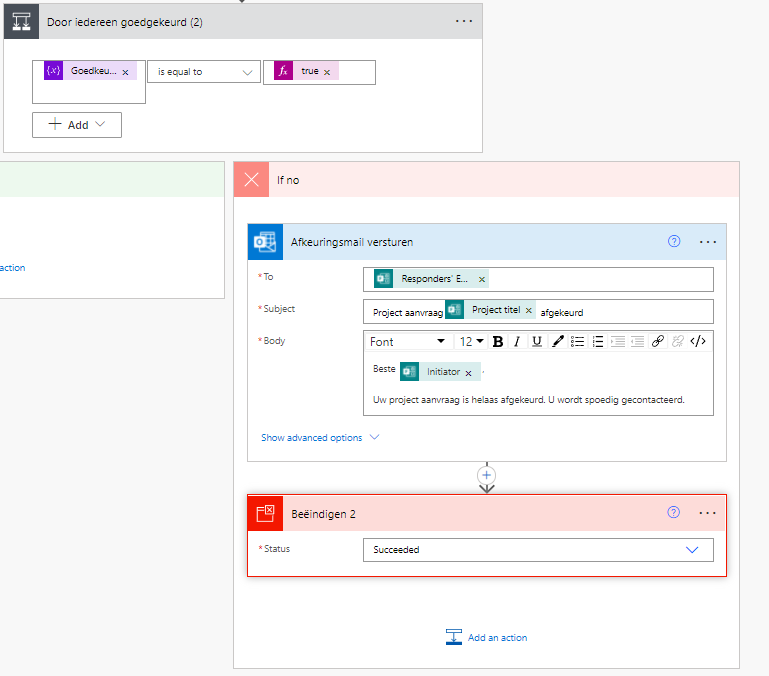 Door iedereen goedgekeurd (2)
{x} Goedkeu... x is equal to fx true x
+ Add
If no
action
Afkeuringsmail versturen
*To Responders' E... x
*Subject Project aanvraag Project titel x afgekeurd
*Body Font 12 B I U </>
Beste Initiator x .
Uw project aanvraag is helaas afgekeurd. U wordt spoedig gecontacteerd.
Show advanced options
Beëindigen 2
*Status Succeeded
Add an action